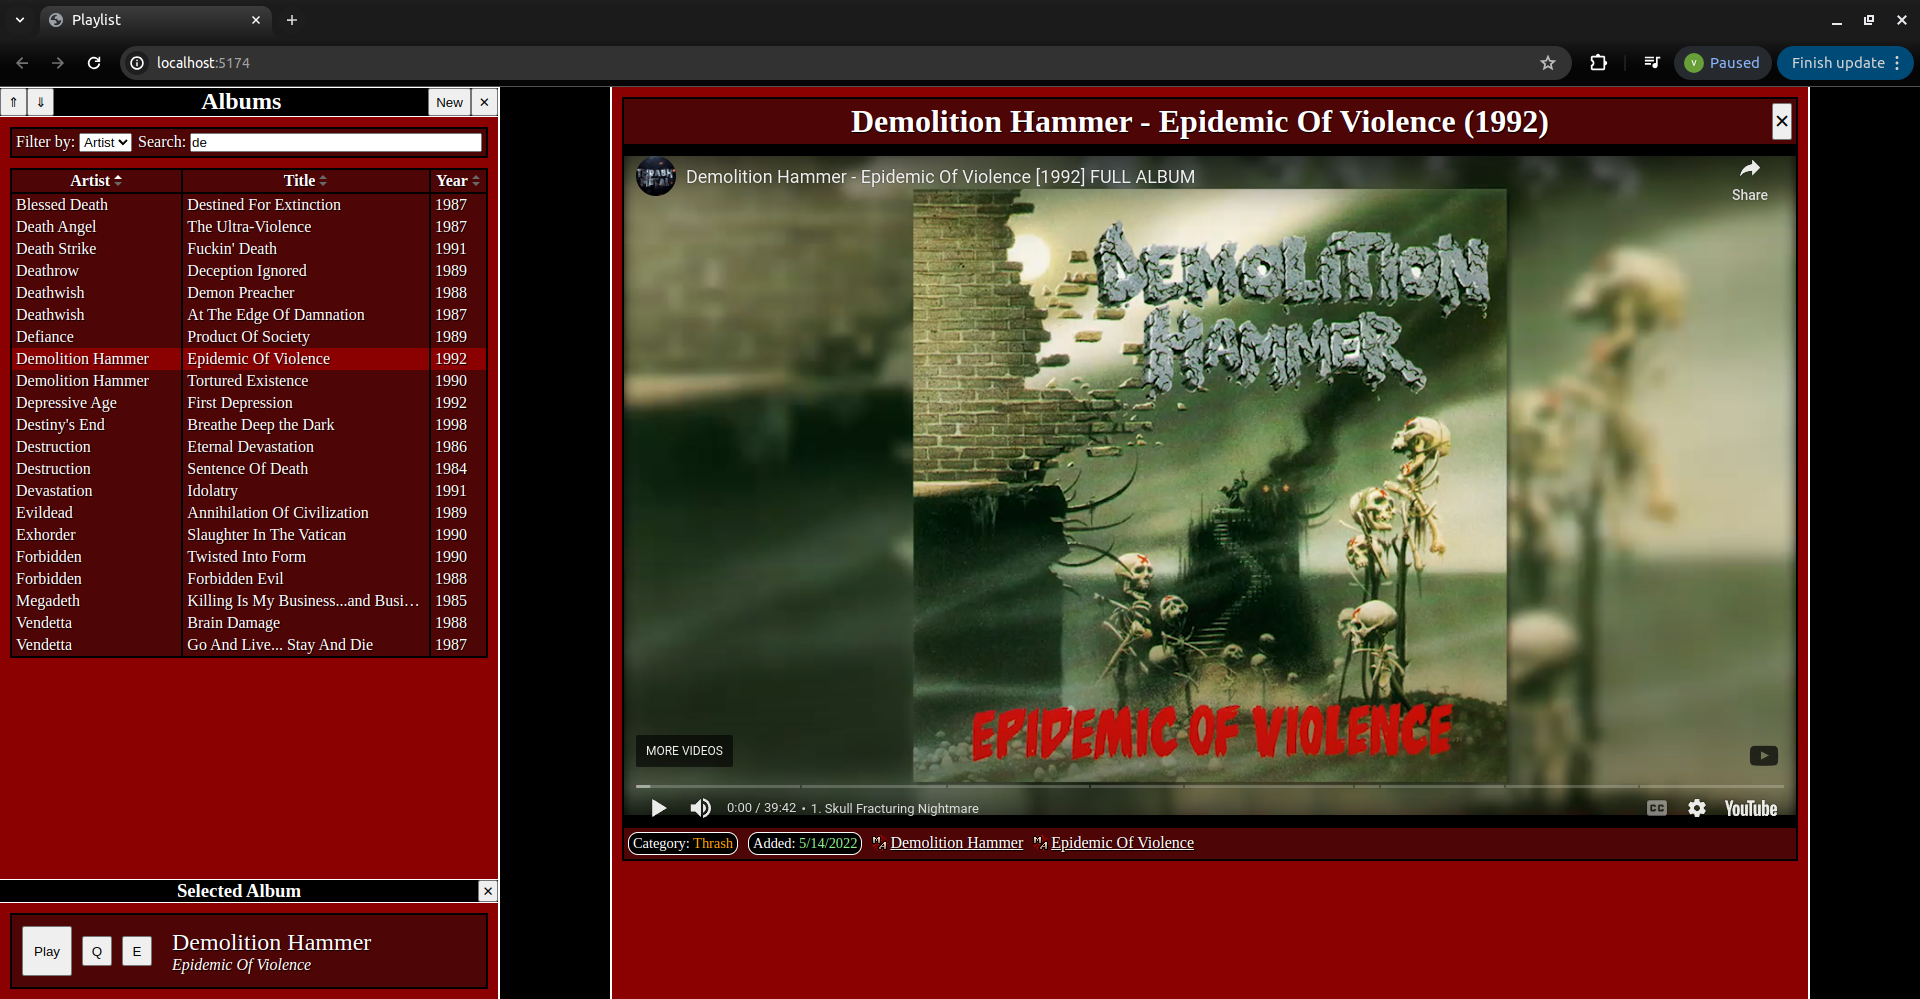 Playlist
localhost:5174
Paused
Finish update
⇑ ⇓ Albums New ✕
Filter by: Artist Search: de
Artist Title Year
Blessed Death Destined For Extinction 1987
Death Angel The Ultra-Violence 1987
Death Strike Fuckin' Death 1991
Deathrow Deception Ignored 1989
Deathwish Demon Preacher 1988
Deathwish At The Edge Of Damnation 1987
Defiance Product Of Society 1989
Demolition Hammer Epidemic Of Violence 1992
Demolition Hammer Tortured Existence 1990
Depressive Age First Depression 1992
Destiny's End Breathe Deep the Dark 1998
Destruction Eternal Devastation 1986
Destruction Sentence Of Death 1984
Devastation Idolatry 1991
Evildead Annihilation Of Civilization 1989
Exhorder Slaughter In The Vatican 1990
Forbidden Twisted Into Form 1990
Forbidden Forbidden Evil 1988
Megadeth Killing Is My Business...and Busi… 1985
Vendetta Brain Damage 1988
Vendetta Go And Live... Stay And Die 1987
Selected Album ✕
Play Q E
Demolition Hammer
Epidemic Of Violence
Demolition Hammer - Epidemic Of Violence (1992) ✕
THRASH METAL
Demolition Hammer - Epidemic Of Violence [1992] FULL ALBUM
Share
DEMOLITION
HAMMER
EPIDEMIC OF VIOLENCE
MORE VIDEOS
0:00 / 39:42 • 1. Skull Fracturing Nightmare
CC
YouTube
Category: Thrash Added: 5/14/2022 Demolition Hammer Epidemic Of Violence